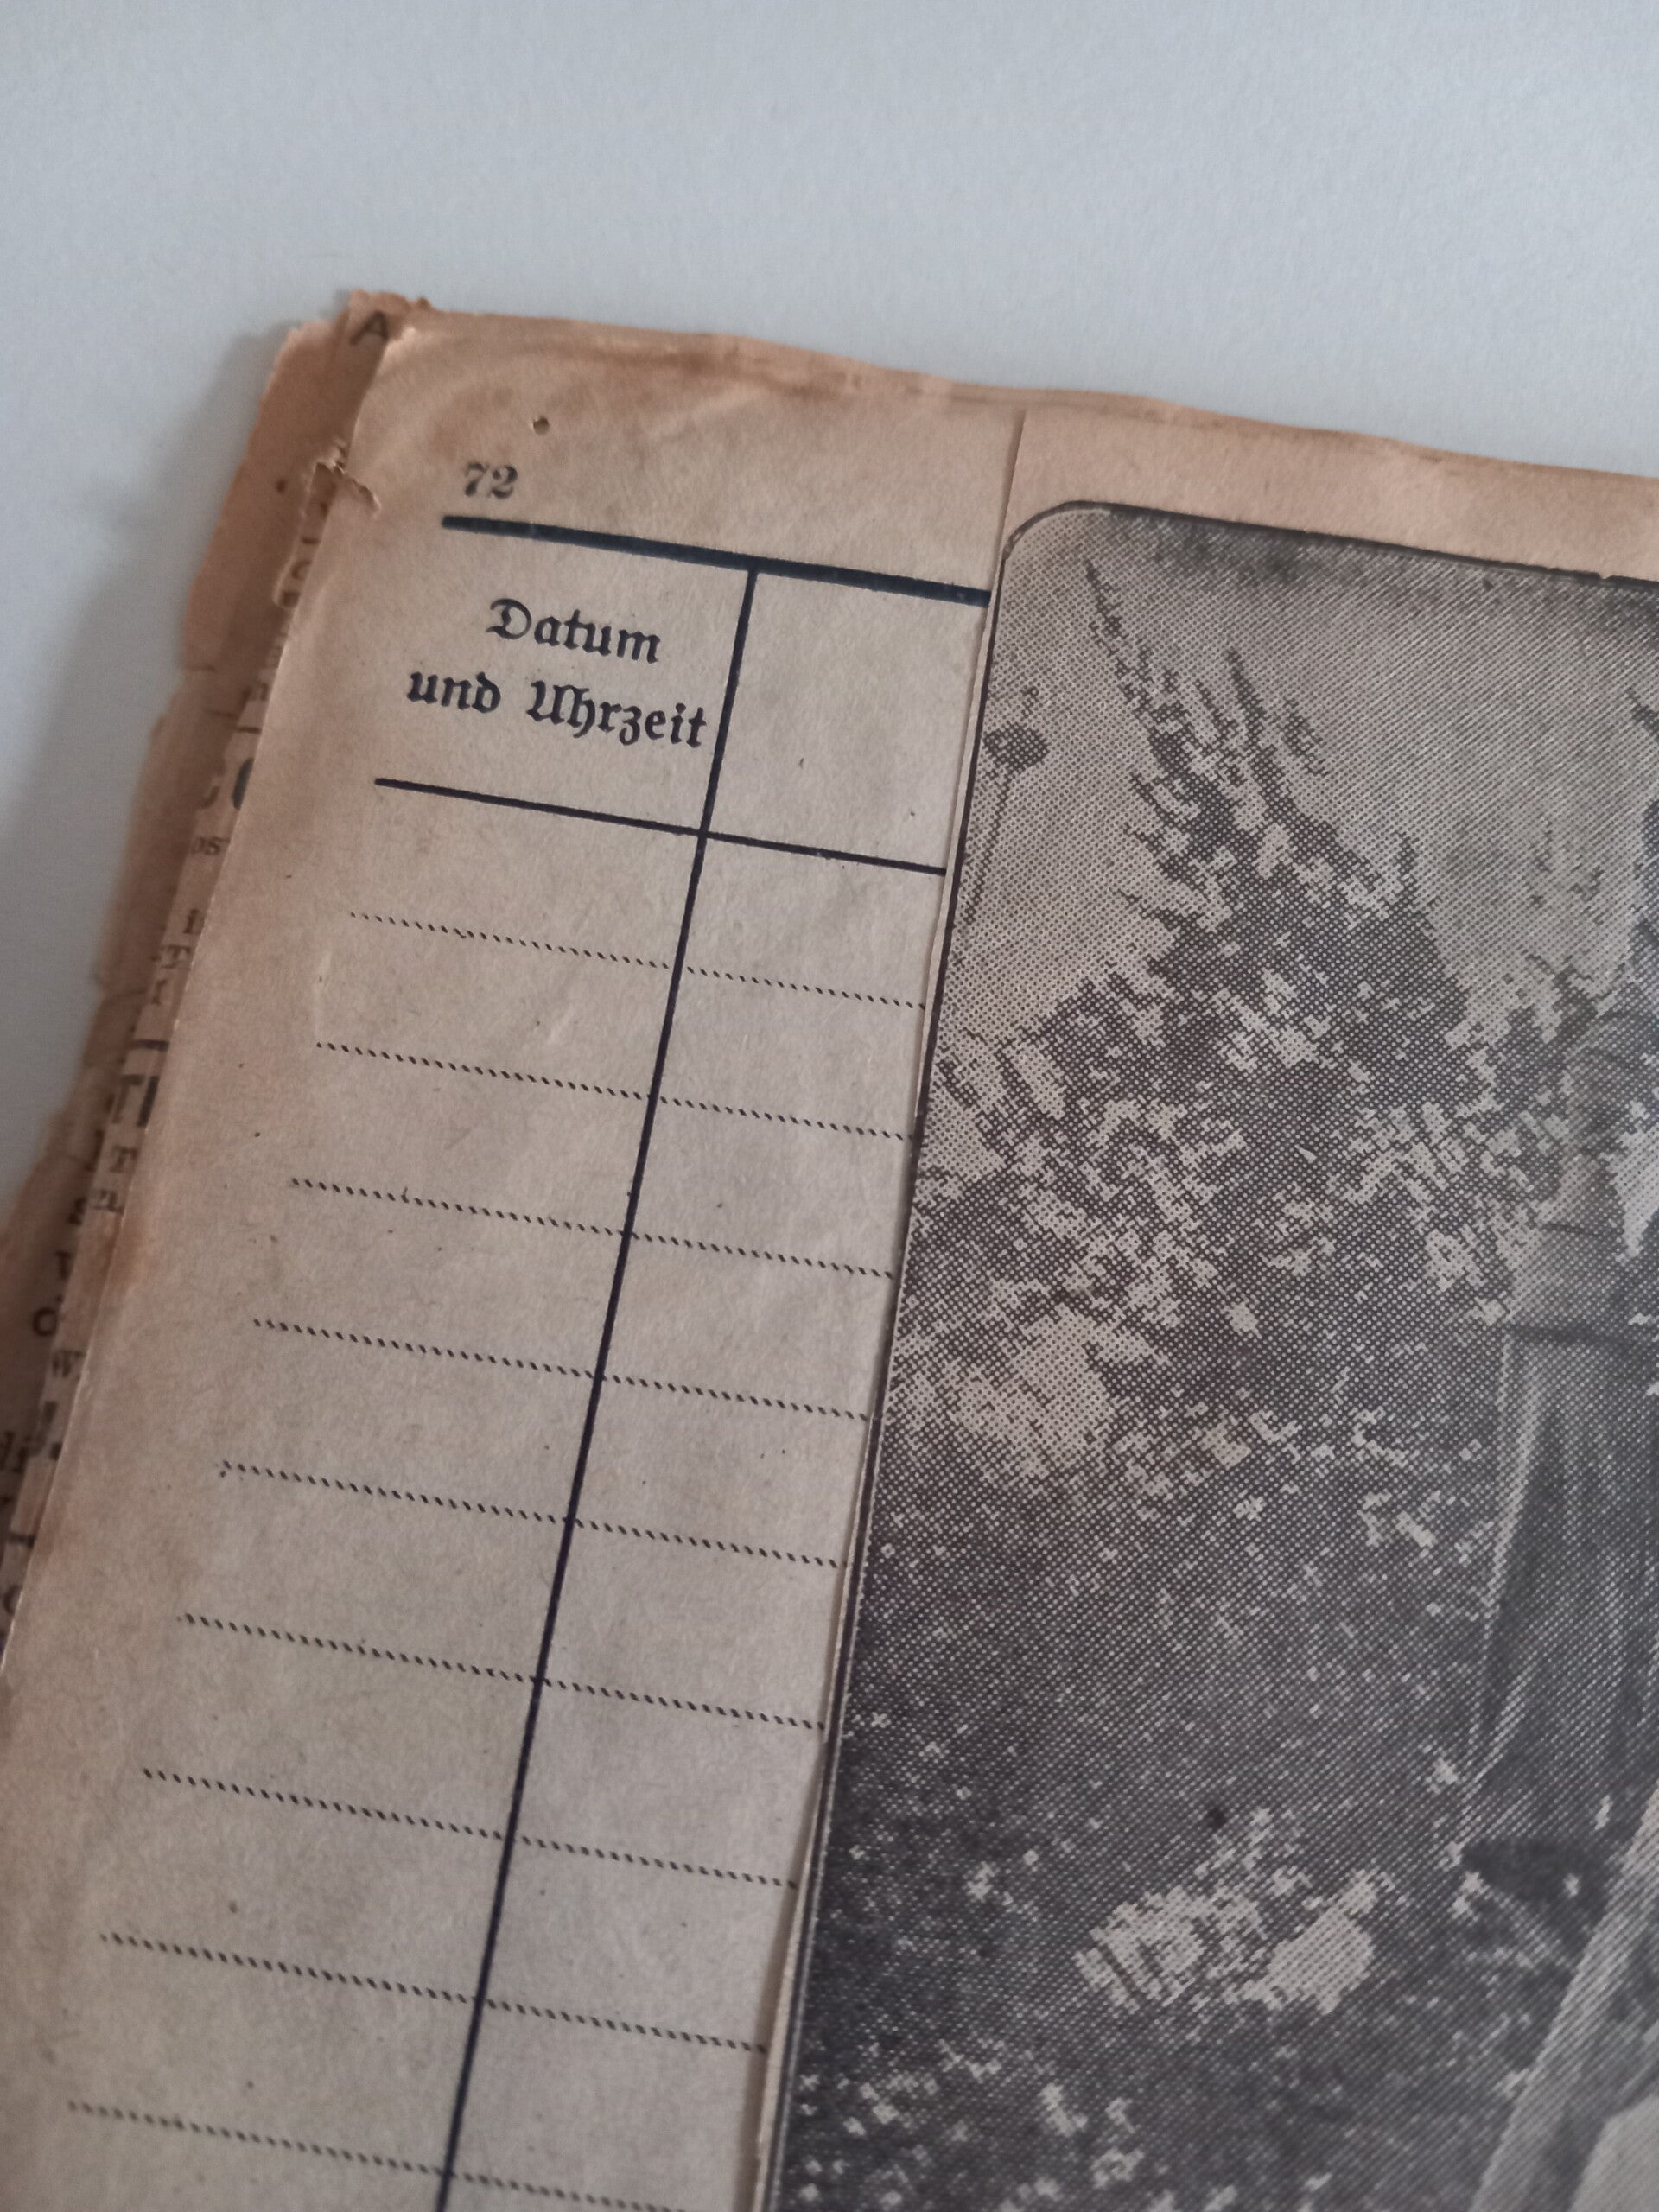 72
Datum
und Uhrzeit
A